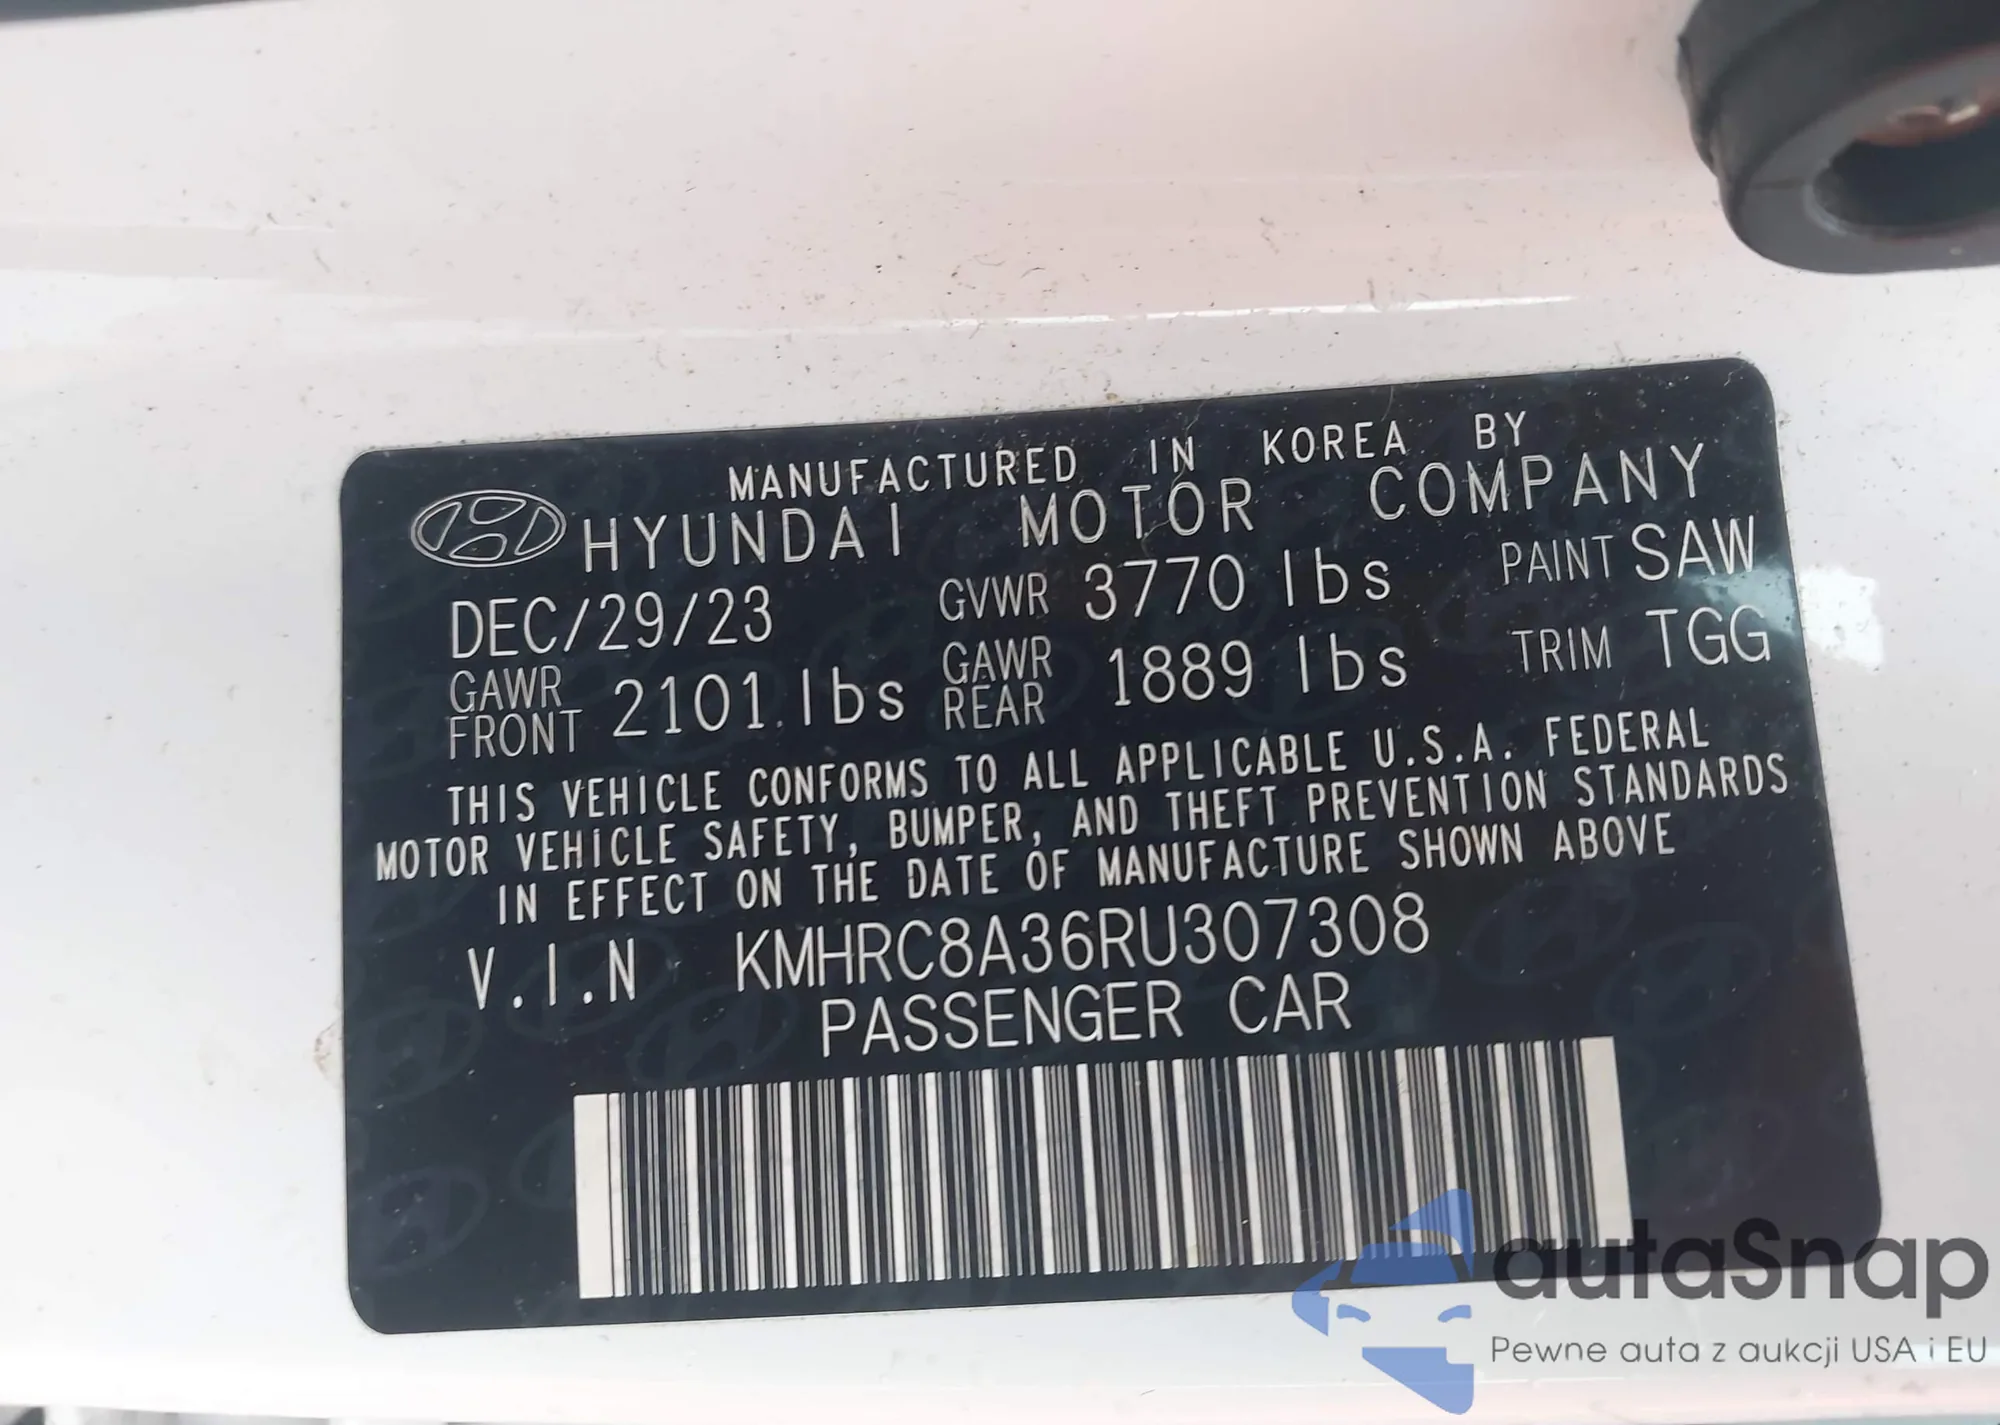 MANUFACTURED IN KOREA BY
HYUNDAI MOTOR COMPANY
DEC/29/23 GVWR 3770 lbs PAINT SAW
GAWR FRONT 2101 lbs GAWR REAR 1889 lbs TRIM TGG
THIS VEHICLE CONFORMS TO ALL APPLICABLE U.S.A. FEDERAL
MOTOR VEHICLE SAFETY, BUMPER, AND THEFT PREVENTION STANDARDS
IN EFFECT ON THE DATE OF MANUFACTURE SHOWN ABOVE
V.I.N KMHRC8A36RU307308
PASSENGER CAR
autaSnap
Pewne auta z aukcji USA i EU